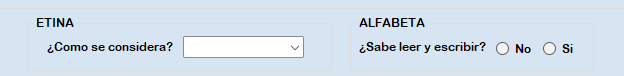 ETINA
¿Como se considera?
ALFABETA
¿Sabe leer y escribir? No Si